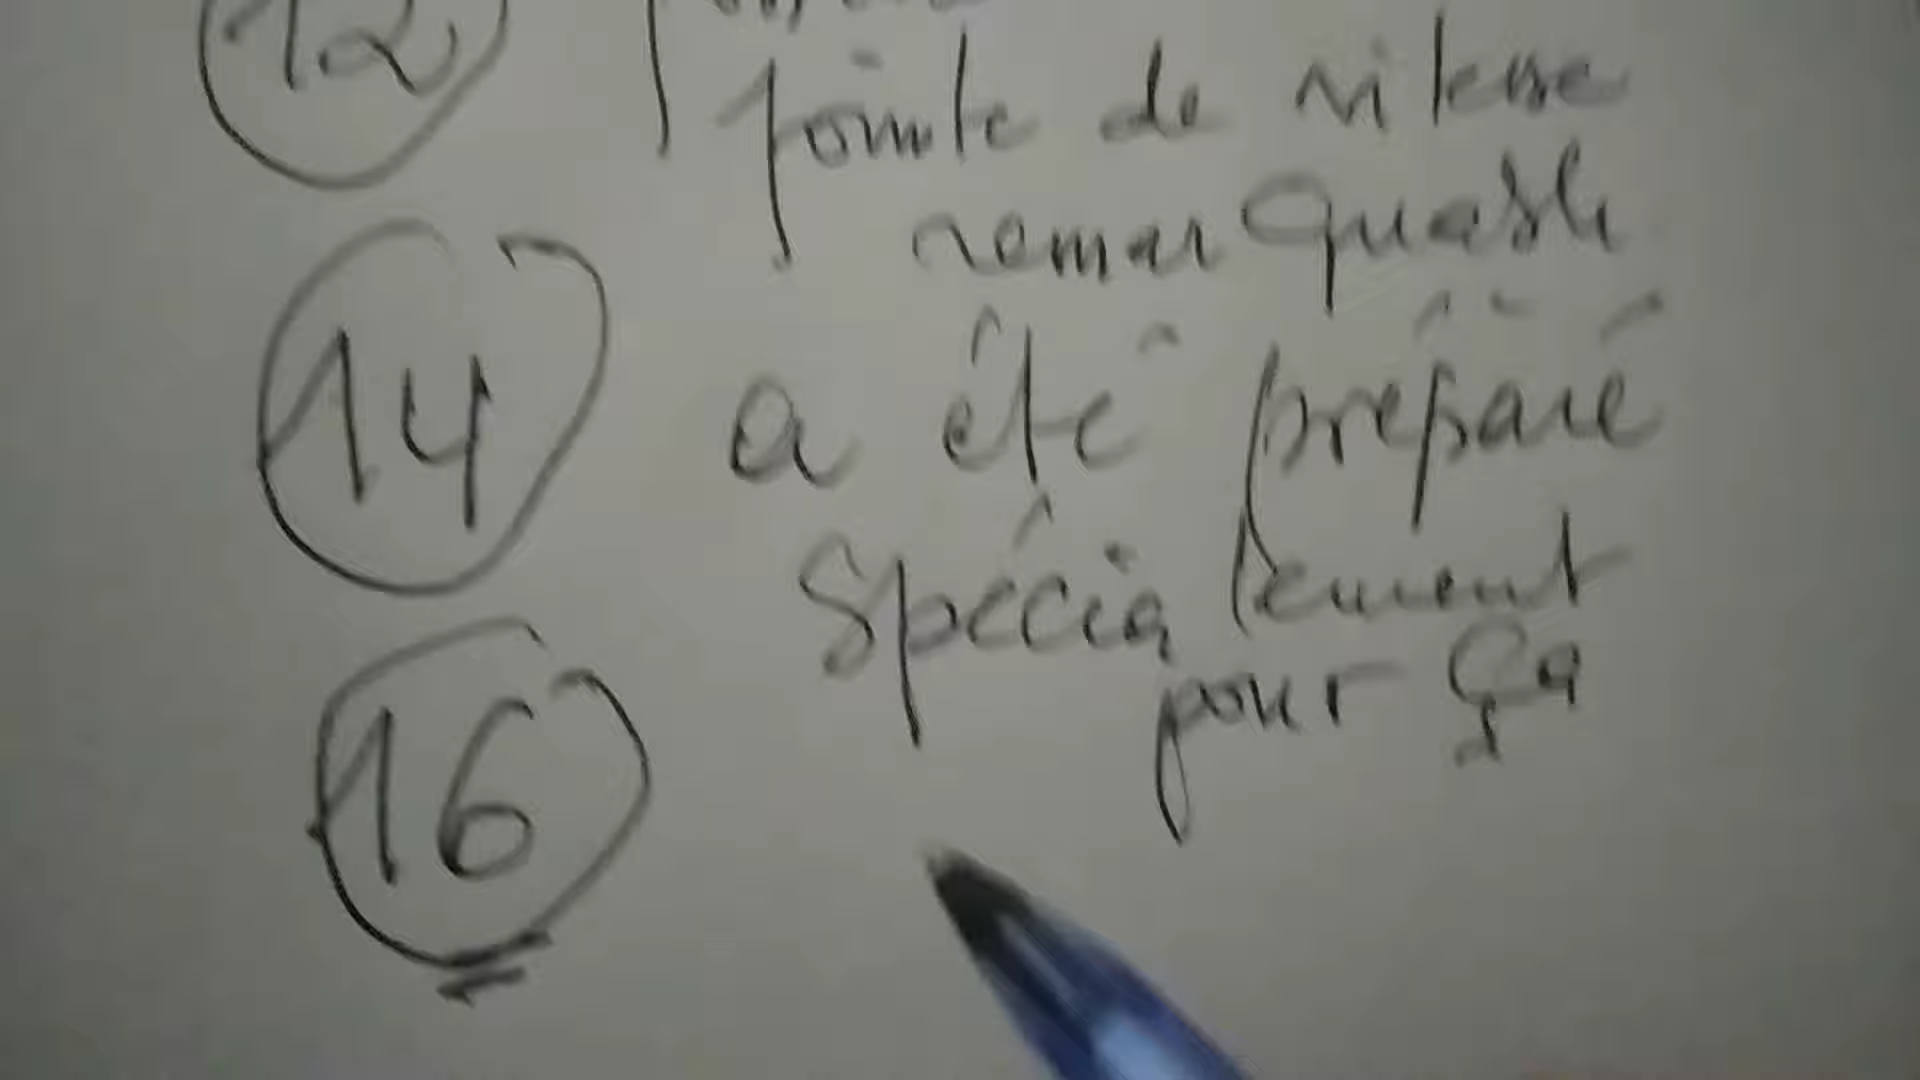 12
pointe de vitesse
remarquable
14 a été préparé
spécialement
pour ça
16